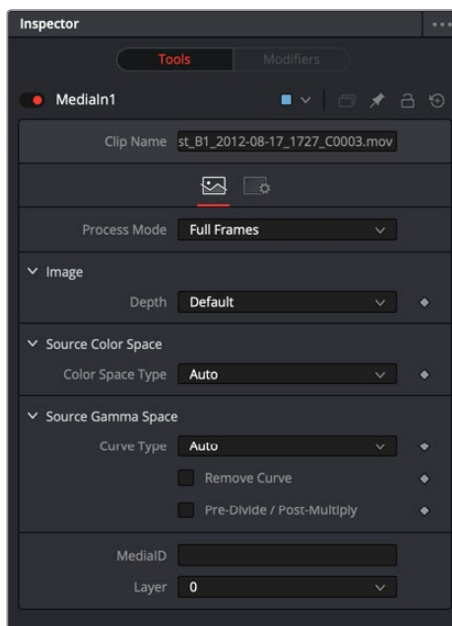 Inspector
Tools Modifiers
MediaIn1
Clip Name st_B1_2012-08-17_1727_C0003.mov
Process Mode Full Frames
Image
Depth Default
Source Color Space
Color Space Type Auto
Source Gamma Space
Curve Type Auto
Remove Curve
Pre-Divide / Post-Multiply
MediaID
Layer 0